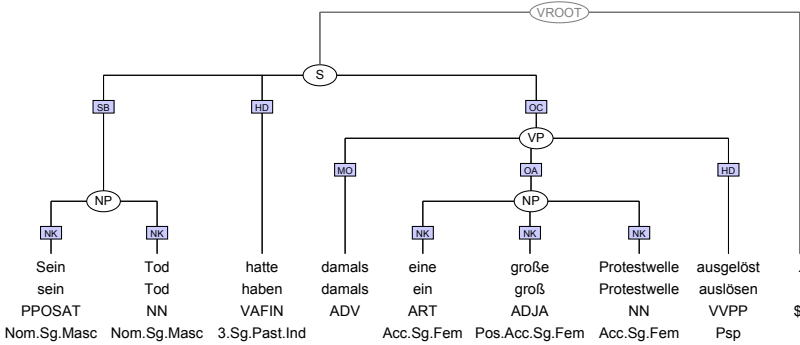 VROOT
S
SB HD OC
VP
MO OA HD
NP NP
NK NK NK NK NK
Sein Tod hatte damals eine große Protestwelle ausgelöst .
sein Tod haben damals ein groß Protestwelle auslösen
PPOSAT NN VAFIN ADV ART ADJA NN VVPP $
Nom.Sg.Masc Nom.Sg.Masc 3.Sg.Past.Ind Acc.Sg.Fem Pos.Acc.Sg.Fem Acc.Sg.Fem Psp